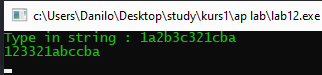 c:\Users\Danilo\Desktop\study\kurs1\ap lab\lab12.exe
Type in string : 1a2b3c321cba
123321abccba